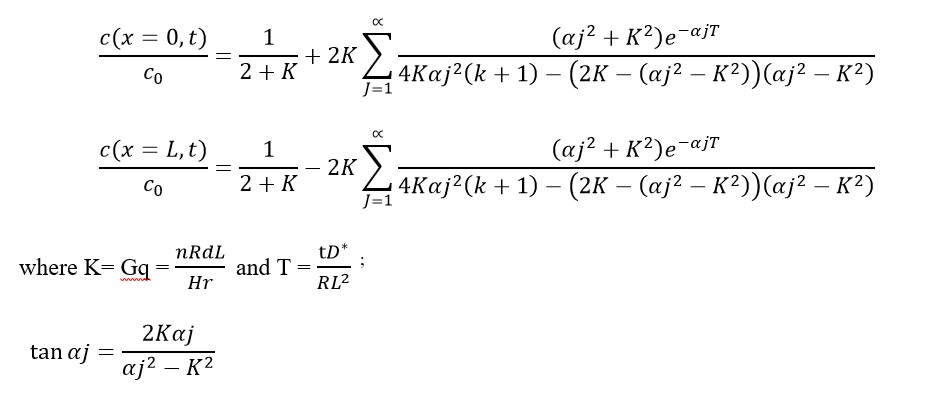 c(x = 0, t)/c₀ = 1/(2 + K) + 2K ∑_{J=1}^{∝} (αj² + K²)e^{−αjT} / (4Kαj²(k + 1) − (2K − (αj² − K²))(αj² − K²))
c(x = L, t)/c₀ = 1/(2 + K) − 2K ∑_{J=1}^{∝} (αj² + K²)e^{−αjT} / (4Kαj²(k + 1) − (2K − (αj² − K²))(αj² − K²))
where K= Gq = nRdL/Hr and T = tD*/RL² ;
tan αj = 2Kαj/(αj² − K²)